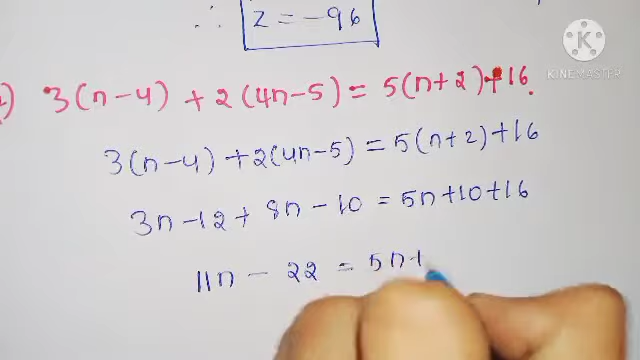 ∴ z = -96
3(n-4) + 2(4n-5) = 5(n+2)+16.
3(n-4)+2(4n-5)=5(n+2)+16
3n-12+8n-10=5n+10+16
11n-22=5n+
KINEMASTER